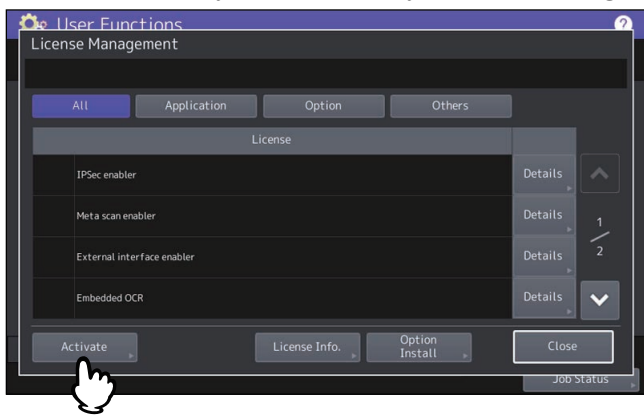 User Functions
?
License Management
All Application Option Others
License
IPSec enabler Details
Meta scan enabler Details
1
External interface enabler Details
2
Embedded OCR Details
Activate License Info. Option Install Close
Job Status